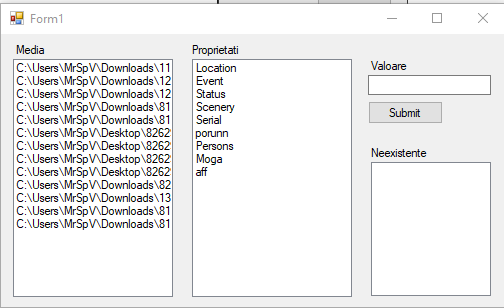 Form1
Media
C:\Users\MrSpV\Downloads\11
C:\Users\MrSpV\Downloads\12
C:\Users\MrSpV\Downloads\12
C:\Users\MrSpV\Downloads\81
C:\Users\MrSpV\Downloads\81
C:\Users\MrSpV\Desktop\8262
C:\Users\MrSpV\Desktop\8262
C:\Users\MrSpV\Desktop\8262
C:\Users\MrSpV\Desktop\8262
C:\Users\MrSpV\Downloads\82
C:\Users\MrSpV\Downloads\13
C:\Users\MrSpV\Downloads\81
C:\Users\MrSpV\Downloads\81
Proprietati
Location
Event
Status
Scenery
Serial
porunn
Persons
Moga
aff
Valoare
Submit
Neexistente